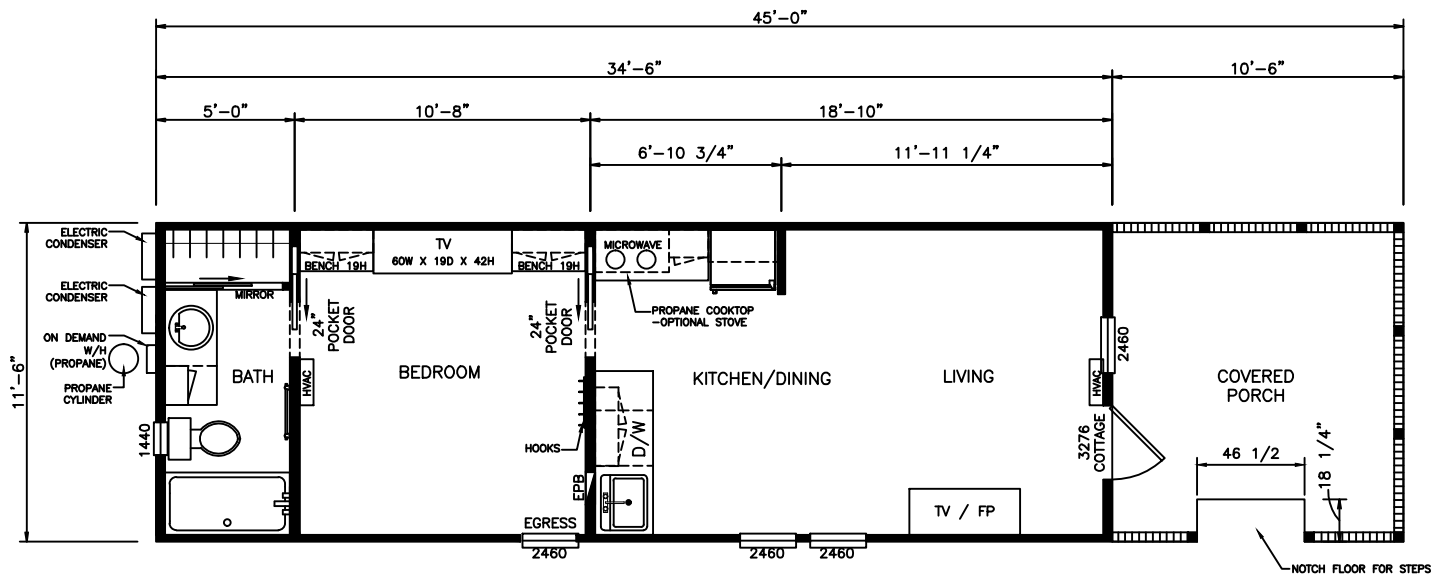 45'-0"
34'-6"
10'-6"
5'-0"
10'-8"
18'-10"
6'-10 3/4"
11'-11 1/4"
ELECTRIC
CONDENSER
ELECTRIC
CONDENSER
ON DEMAND
W/H
(PROPANE)
PROPANE
CYLINDER
11'-6"
1440
MIRROR
BATH
BENCH 19H
TV
60W X 19D X 42H
BENCH 19H
24"
POCKET
DOOR
24"
POCKET
DOOR
HVAC
BEDROOM
HOOKS
EGRESS
2460
EPB
MICROWAVE
PROPANE COOKTOP
-OPTIONAL STOVE
KITCHEN/DINING
D/W
LIVING
2460
2460
TV / FP
HVAC
2460
3276
COTTAGE
COVERED
PORCH
46 1/2
18 1/4"
NOTCH FLOOR FOR STEPS